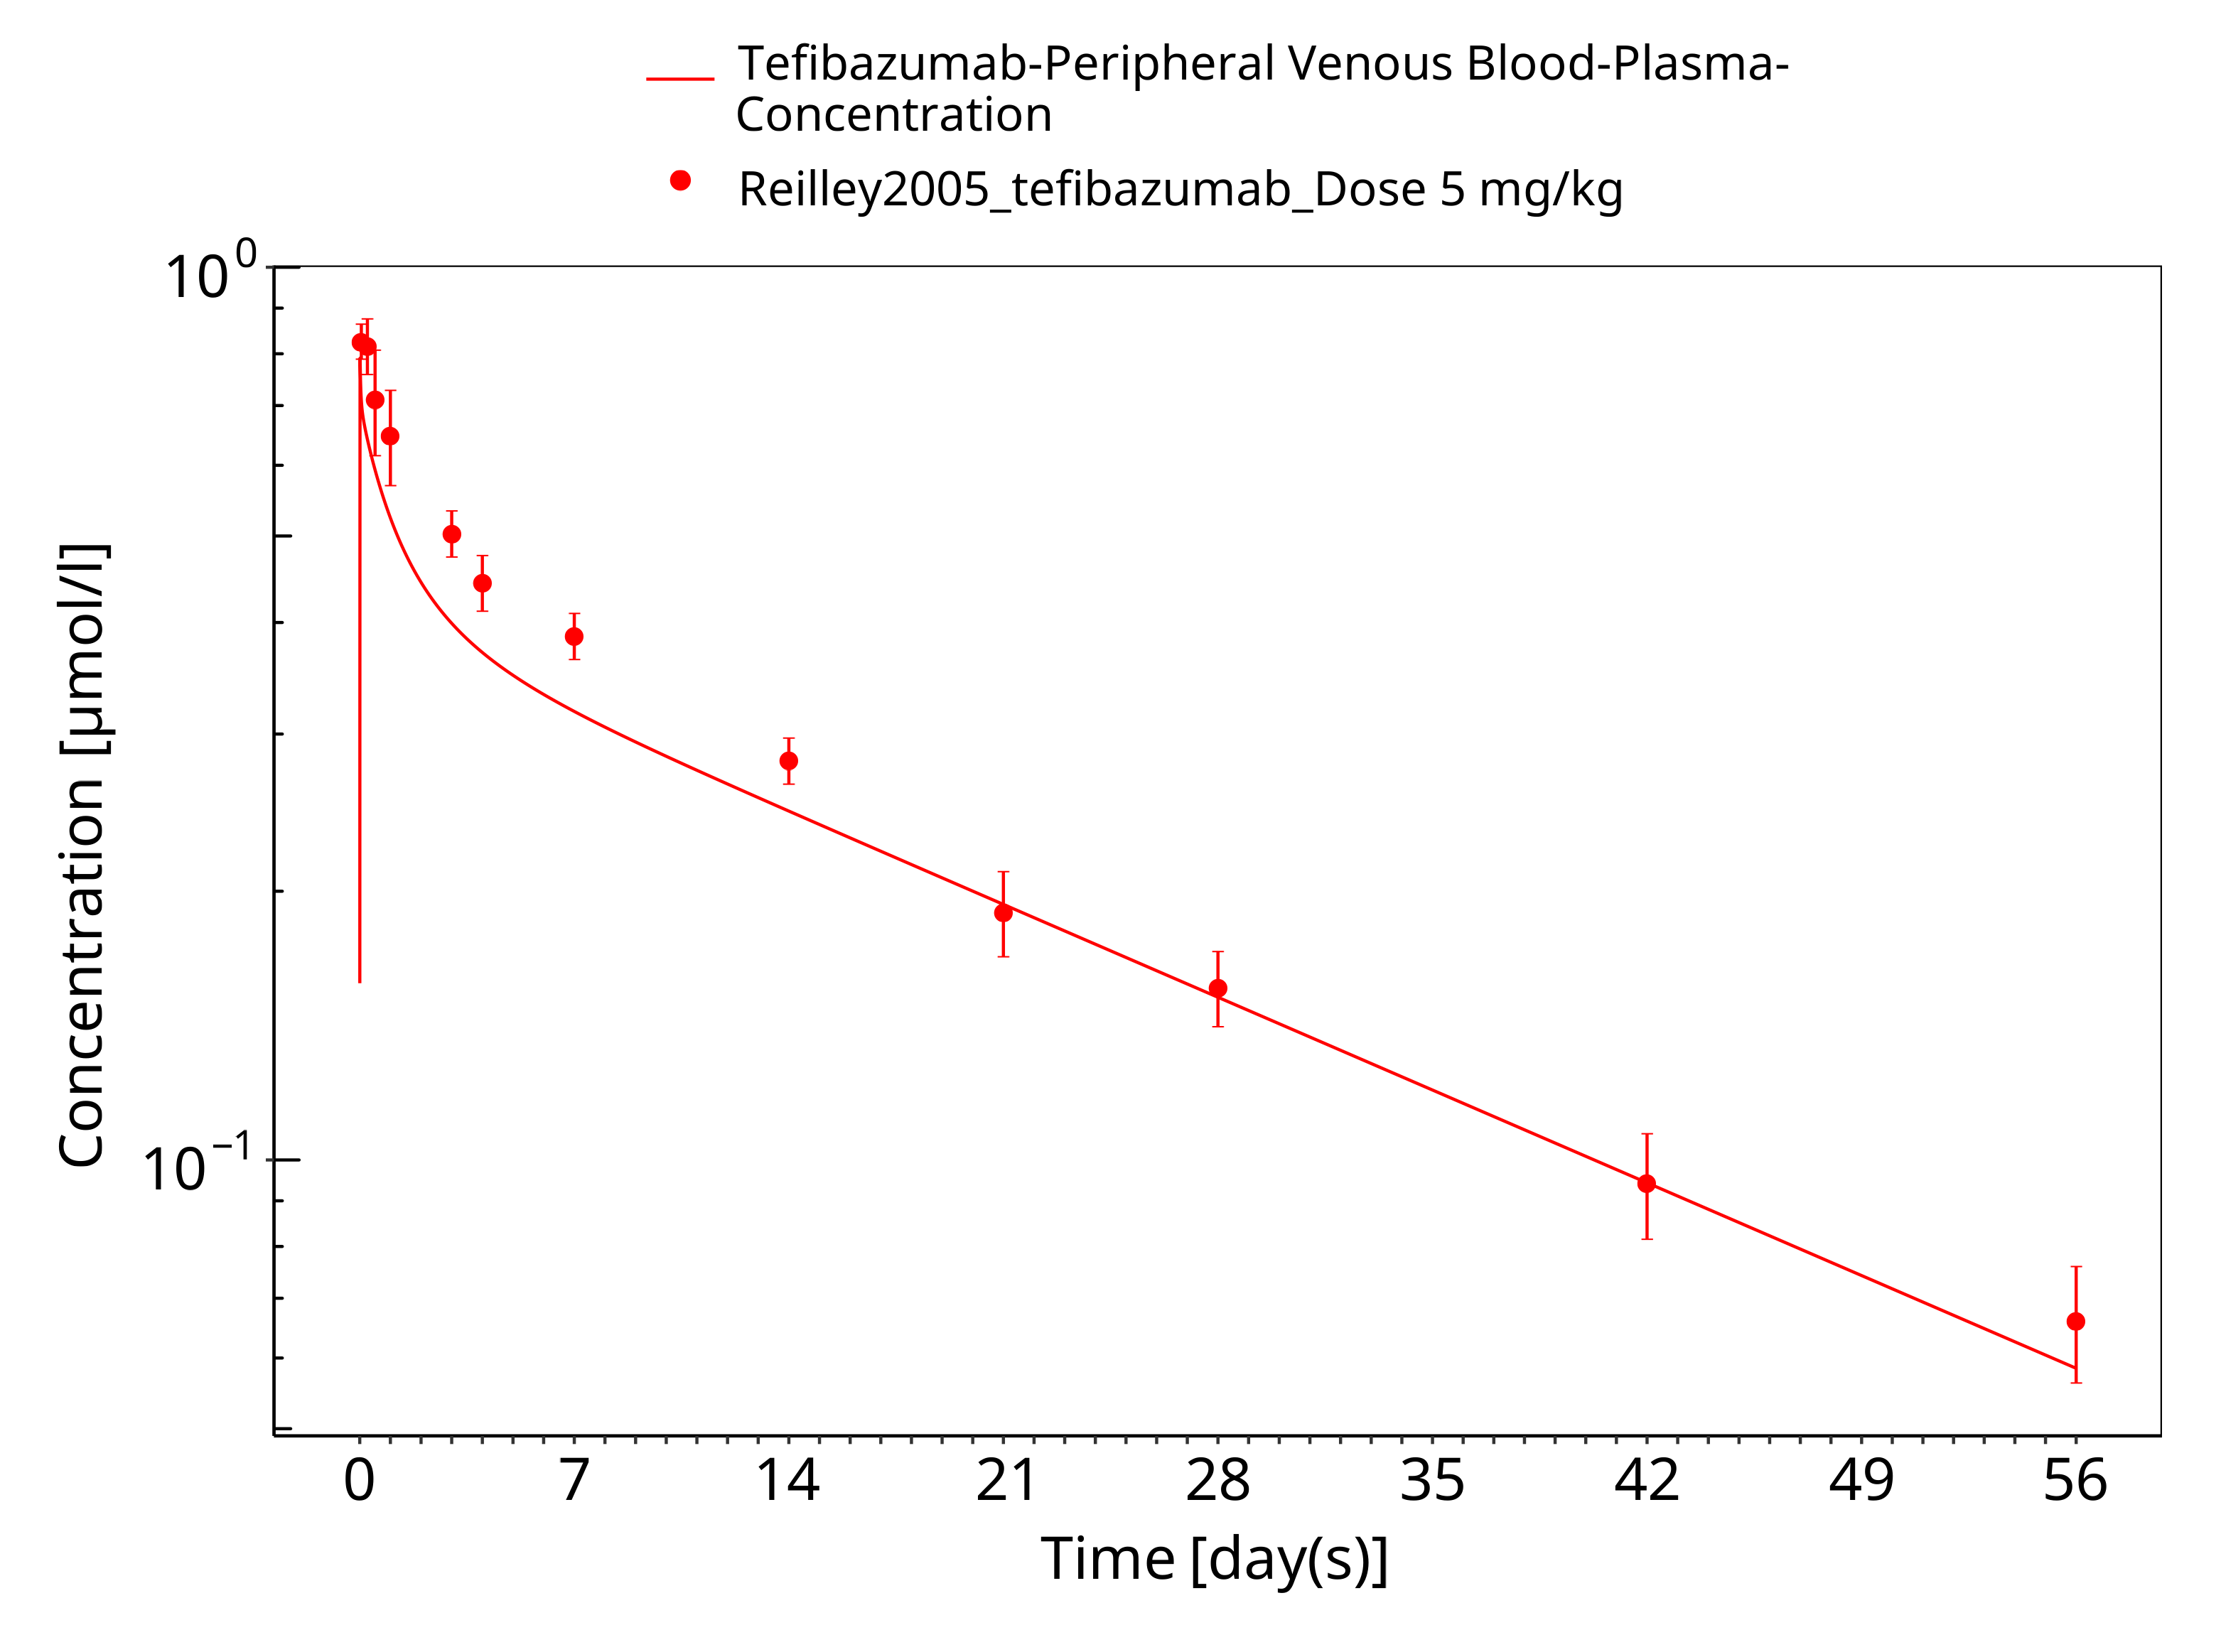 Tefibazumab-Peripheral Venous Blood-Plasma-
Concentration
Reilley2005_tefibazumab_Dose 5 mg/kg
10⁰
10⁻¹
Concentration [µmol/l]
0 7 14 21 28 35 42 49 56
Time [day(s)]